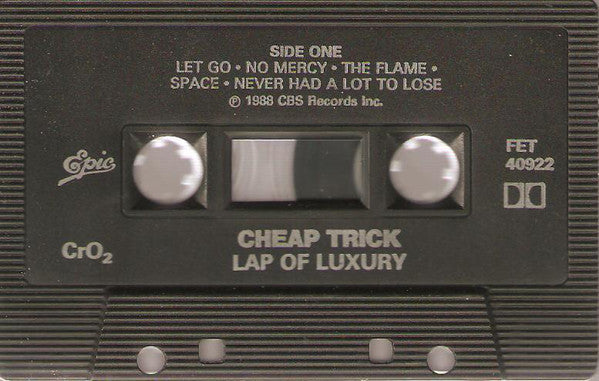 SIDE ONE
LET GO • NO MERCY • THE FLAME •
SPACE • NEVER HAD A LOT TO LOSE
℗ 1988 CBS Records Inc.
Epic
FET
40922
CrO₂
CHEAP TRICK
LAP OF LUXURY